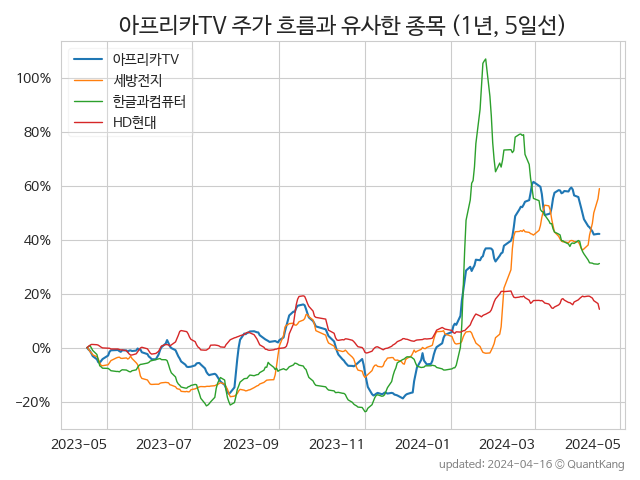 아프리카TV 주가 흐름과 유사한 종목 (1년, 5일선)
아프리카TV
세방전지
한글과컴퓨터
HD현대
100%
80%
60%
40%
20%
0%
−20%
2023-05
2023-07
2023-09
2023-11
2024-01
2024-03
2024-05
updated: 2024-04-16 © QuantKang